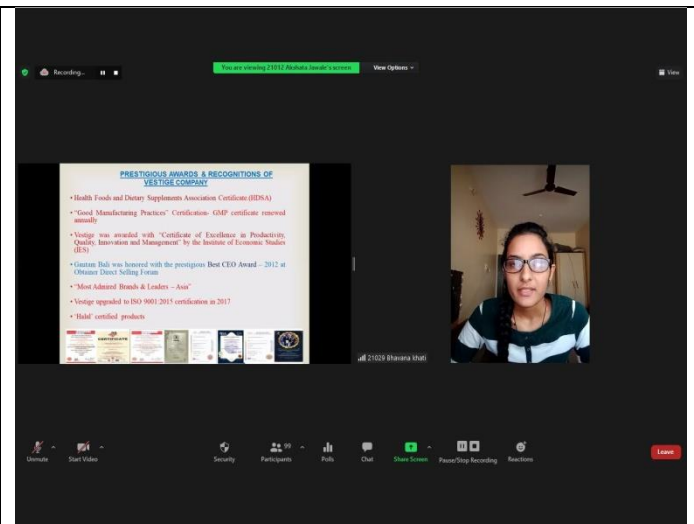 Recording...
You are viewing 21012 Akshata Jawale's screen
View Options
View
PRESTIGIOUS AWARDS & RECOGNITIONS OF
VESTIGE COMPANY
• Health Foods and Dietary Supplements Association Certificate (HDSA)
• "Good Manufacturing Practices" Certification- GMP certificate renewed
annually
• Vestige was awarded with "Certificate of Excellence in Productivity,
Quality, Innovation and Management" by the Institute of Economic Studies
(IES)
• Gautam Bali was honored with the prestigious Best CEO Award – 2012 at
Obtainer Direct Selling Forum
• "Most Admired Brands & Leaders – Asia"
• Vestige upgraded to ISO 9001:2015 certification in 2017
• 'Halal' certified products
CERTIFICATE
21029 Bhavana khati
Unmute
Start Video
Security
99
Participants
Polls
Chat
Share Screen
Pause/Stop Recording
Reactions
Leave